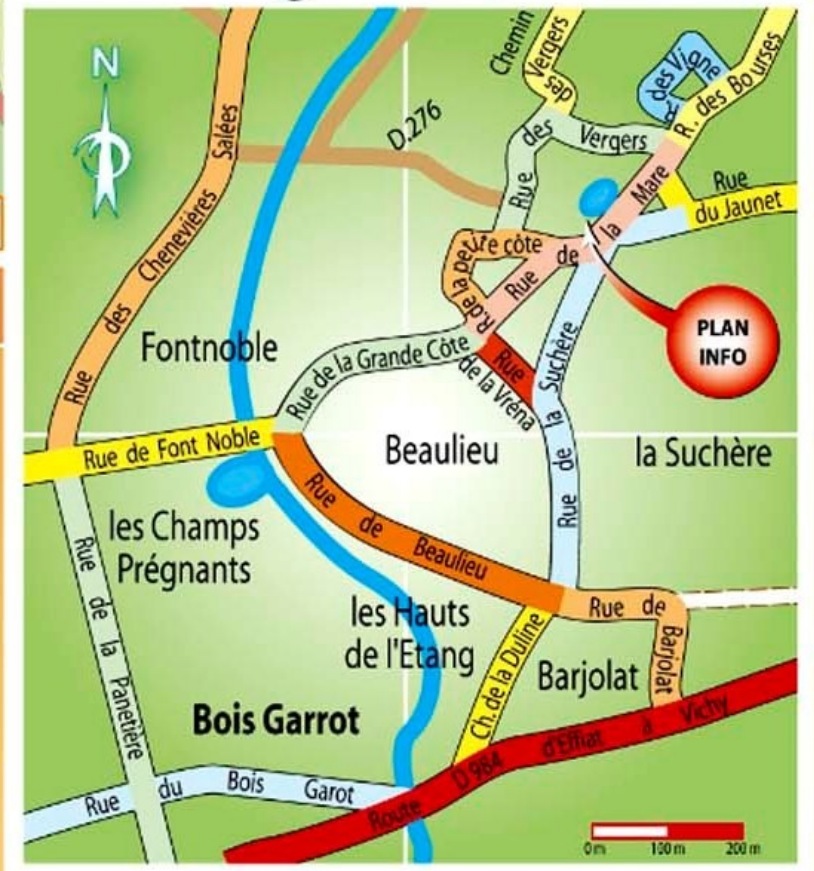 N
Chemin
des Vergers
des Vigne
R. des Bourses
Salées
D.276
Rue des Vergers
Rue
du Jaunet
Rue des Chenevières
R.de la petite côte
Rue de la Mare
PLAN
INFO
Fontnoble
Rue de la Grande Côte
Rue
de la Vréna
Rue de la Suchère
Rue de Font Noble
Beaulieu
la Suchère
les Champs
Prégnants
Rue de Beaulieu
Rue de la Panetière
les Hauts
de l'Etang
Ch. de la Duline
Rue de Barjolat
Barjolat
Bois Garrot
Rue du Bois Garot
Route D 984 d'Effiat à Vichy
0 m 100 m 200 m